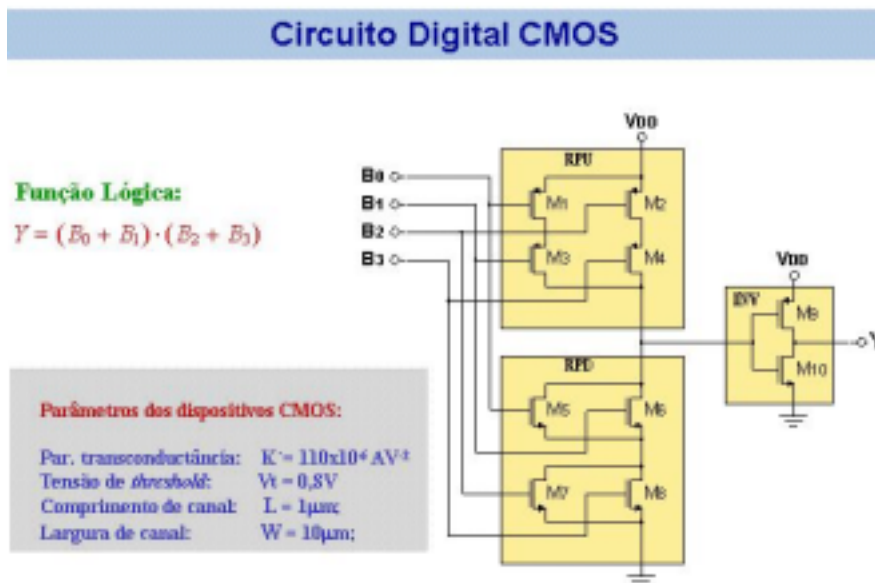 Circuito Digital CMOS
VDD
RPU
Função Lógica:
Y = (B0 + B1) · (B2 + B3)
B0
B1
B2
B3
M1
M2
M3
M4
VDD
INV
M9
Y
M10
RPD
M5
M6
M7
M8
Parâmetros dos dispositivos CMOS:
Par. transconductância: K´= 110x10-6 AV-2
Tensão de threshold: Vt = 0,8V
Comprimento de canal: L = 1µm;
Largura de canal: W = 10µm;